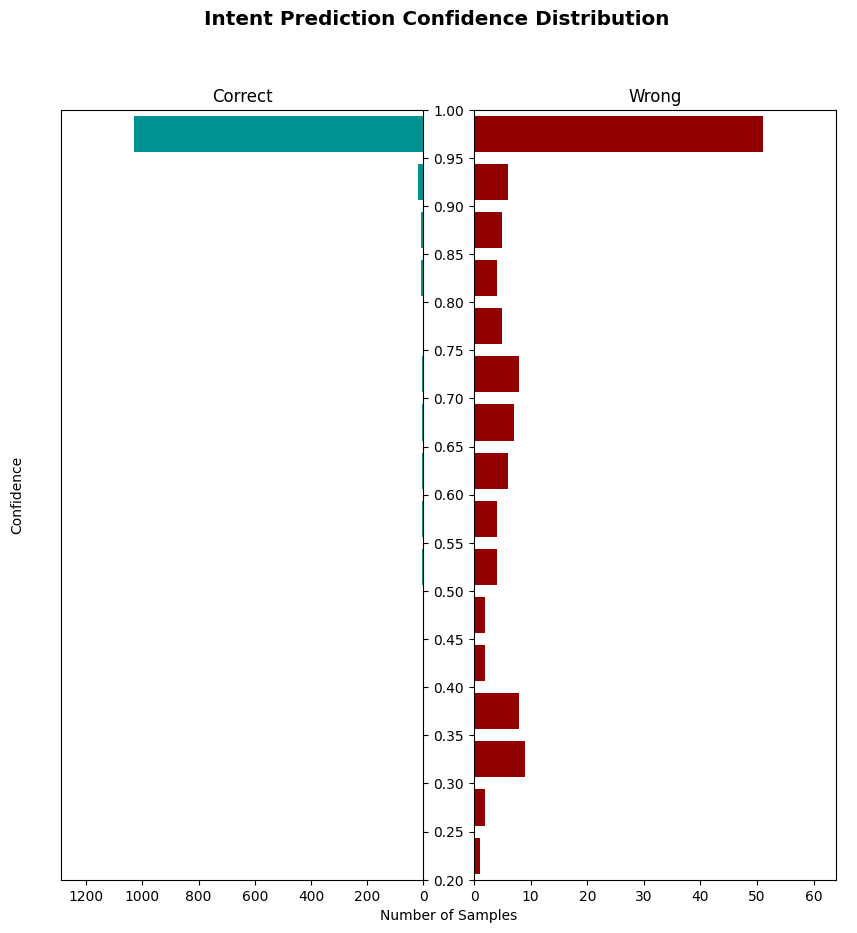 Intent Prediction Confidence Distribution
Correct
Wrong
1.00
0.95
0.90
0.85
0.80
0.75
0.70
0.65
0.60
0.55
0.50
0.45
0.40
0.35
0.30
0.25
0.20
Confidence
1200 1000 800 600 400 200 0
0 10 20 30 40 50 60
Number of Samples